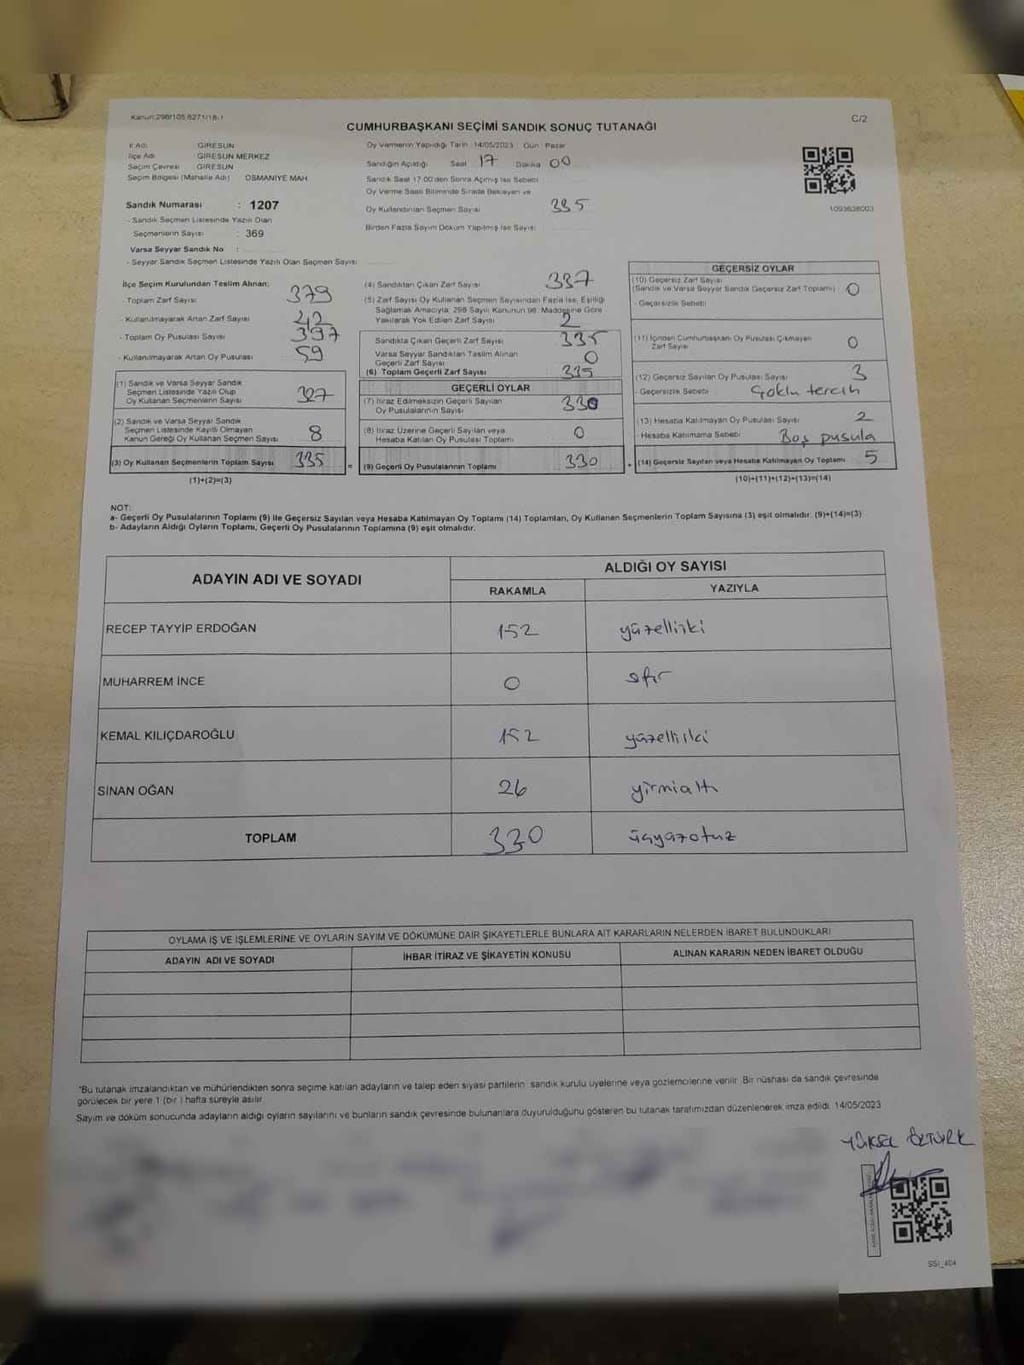 Kanun:298/105,6271/18-1
C/2
CUMHURBAŞKANI SEÇİMİ SANDIK SONUÇ TUTANAĞI
İl Adı GİRESUN
İlçe Adı GİRESUN MERKEZ
Seçim Çevresi GİRESUN
Seçim Bölgesi (Mahalle Adı) OSMANİYE MAH
Sandık Numarası : 1207
- Sandık Seçmen Listesinde Yazılı Olan
Seçmenlerin Sayısı : 369
Varsa Seyyar Sandık No :
- Seyyar Sandık Seçmen Listesinde Yazılı Olan Seçmen Sayısı
Oy Vermenin Yapıldığı Tarih 14/05/2023 Gün Pazar
Sandığın Açıldığı Saat 17 Dakika 00
Sandık Saat 17.00'den Sonra Açılmış İse Sebebi
Oy Verme Saati Bitiminde Sırada Bekleyen ve
Oy Kullandırılan Seçmen Sayısı 335
Birden Fazla Sayım Döküm Yapılmış İse Sayısı
1093638003
İlçe Seçim Kurulundan Teslim Alınan;
- Toplam Zarf Sayısı 379
- Kullanılmayarak Artan Zarf Sayısı 42
- Toplam Oy Pusulası Sayısı 397
- Kullanılmayarak Artan Oy Pusulası 59
(1) Sandık ve Varsa Seyyar Sandık
Seçmen Listesinde Yazılı Olup
Oy Kullanan Seçmenlerin Sayısı 327
(2) Sandık ve Varsa Seyyar Sandık
Seçmen Listesinde Kayıtlı Olmayan
Kanun Gereği Oy Kullanan Seçmen Sayısı 8
(3) Oy Kullanan Seçmenlerin Toplam Sayısı 335
(1)+(2)=(3)
(4) Sandıktan Çıkan Zarf Sayısı 337
(5) Zarf Sayısı Oy Kullanan Seçmen Sayısından Fazla İse, Eşitliği
Sağlamak Amacıyla, 298 Sayılı Kanunun 98. Maddesine Göre
Yakılarak Yok Edilen Zarf Sayısı 2
Sandıkta Çıkan Geçerli Zarf Sayısı 335
Varsa Seyyar Sandıktan Teslim Alınan
Geçerli Zarf Sayısı 0
(6) Toplam Geçerli Zarf Sayısı 335
GEÇERLİ OYLAR
(7) İtiraz Edilmeksizin Geçerli Sayılan
Oy Pusulalarının Sayısı 330
(8) İtiraz Üzerine Geçerli Sayılan veya
Hesaba Katılan Oy Pusulası Toplamı 0
= (9) Geçerli Oy Pusulalarının Toplamı 330
GEÇERSİZ OYLAR
(10) Geçersiz Zarf Sayısı
(Sandık ve Varsa Seyyar Sandık Geçersiz Zarf Toplamı) 0
- Geçersizlik Sebebi
(11) İçinden Cumhurbaşkanı Oy Pusulası Çıkmayan
Zarf Sayısı 0
(12) Geçersiz Sayılan Oy Pusulası Sayısı 3
- Geçersizlik Sebebi Çoklu tercih
(13) Hesaba Katılmayan Oy Pusulası Sayısı 2
Hesaba Katılmama Sebebi Boş pusula
+ (14) Geçersiz Sayılan veya Hesaba Katılmayan Oy Toplamı 5
(10)+(11)+(12)+(13)=(14)
NOT:
a- Geçerli Oy Pusulalarının Toplamı (9) ile Geçersiz Sayılan veya Hesaba Katılmayan Oy Toplamı (14) Toplamları, Oy Kullanan Seçmenlerin Toplam Sayısına (3) eşit olmalıdır. (9)+(14)=(3)
b- Adayların Aldığı Oyların Toplamı, Geçerli Oy Pusulalarının Toplamına (9) eşit olmalıdır.
ADAYIN ADI VE SOYADI
ALDIĞI OY SAYISI
RAKAMLA YAZIYLA
RECEP TAYYİP ERDOĞAN 152 yüzelliiki
MUHARREM İNCE 0 sıfır
KEMAL KILIÇDAROĞLU 152 yüzelliiki
SİNAN OĞAN 26 yirmialtı
TOPLAM 330 üçyüzotuz
OYLAMA İŞ VE İŞLEMLERİNE VE OYLARIN SAYIM VE DÖKÜMÜNE DAİR ŞİKAYETLERLE BUNLARA AİT KARARLARIN NELERDEN İBARET BULUNDUKLARI
ADAYIN ADI VE SOYADI İHBAR İTİRAZ VE ŞİKAYETİN KONUSU ALINAN KARARIN NEDEN İBARET OLDUĞU
*Bu tutanak imzalandıktan ve mühürlendikten sonra seçime katılan adayların ve talep eden siyasi partilerin sandık kurulu üyelerine veya gözlemcilerine verilir. Bir nüshası da sandık çevresinde
görülecek bir yere 1 (bir ) hafta süreyle asılır.
Sayım ve döküm sonucunda adayların aldığı oyların sayılarını ve bunların sandık çevresinde bulunanlara duyurulduğunu gösteren bu tutanak tarafımızdan düzenlenerek imza edildi. 14/05/2023
YÜKSEL ÖZTÜRK
SSİ_404